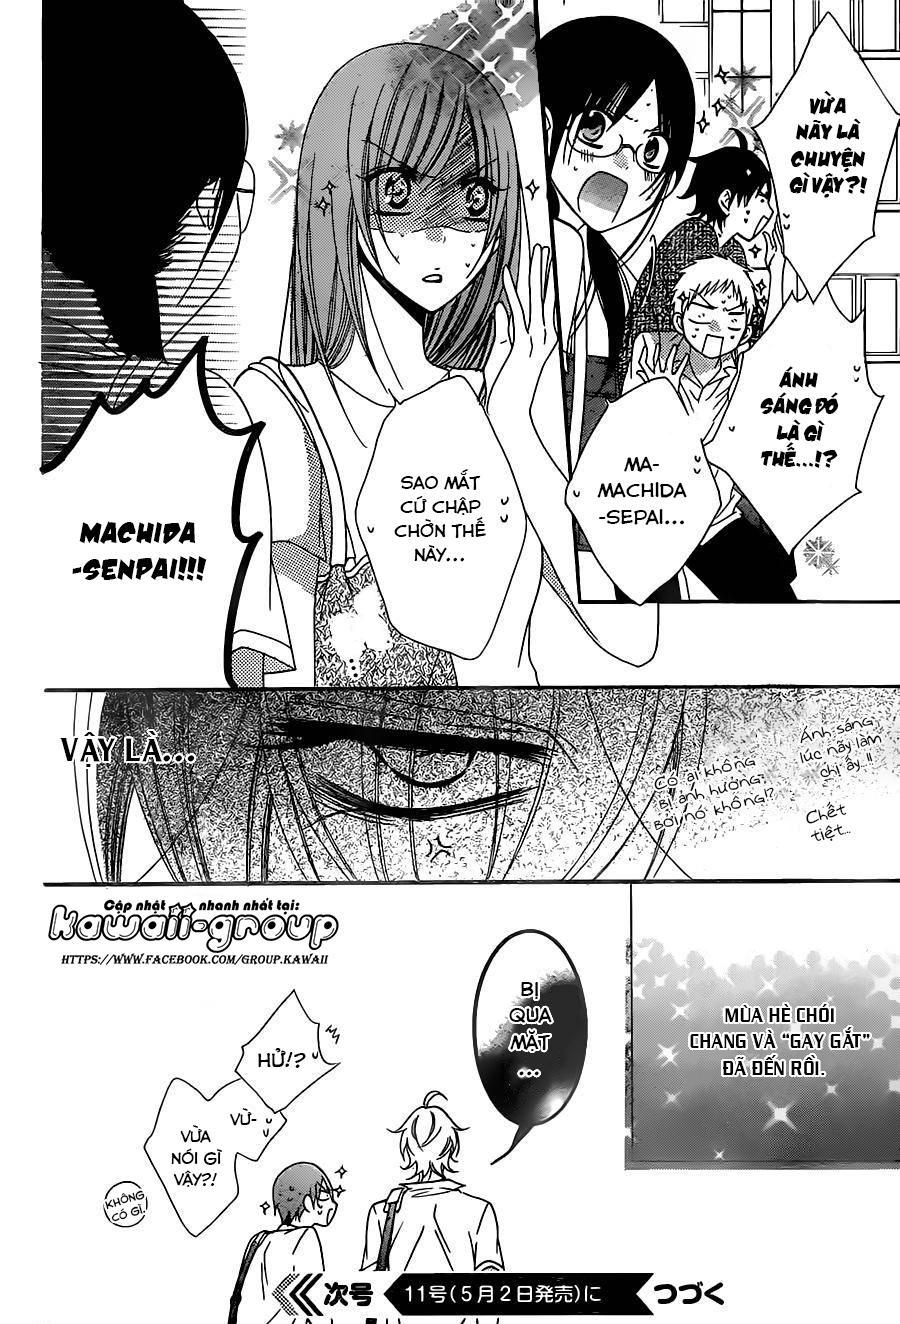 VỪA
NÃY LÀ
CHUYỆN
GÌ VẬY?!
ÁNH
SÁNG ĐÓ
LÀ GÌ
THẾ...!?
MA-
MACHIDA
-SEPAI...
SAO MẮT
CỨ CHẬP
CHỜN THẾ
NÀY...
MACHIDA
-SENPAI!!!
...
Ánh sáng
lúc nãy làm
chị ấy!!
Chết
tiệt...
Có ai không
Bị ảnh hưởng
bởi nó không!?
VẬY LÀ...
Cập nhật nhanh nhất tại:
kawaii-group
HTTPS://WWW.FACEBOOK.COM/GROUP.KAWAII
MÙA HÈ CHÓI
CHANG VÀ “GAY GẮT”
ĐÃ ĐẾN RỒI.
BỊ
QUA
MẶT
...
HỬ!?
VỪ-
VỪA
NÓI GÌ
VẬY?!
KHÔNG
CÓ GÌ.
次号 11号(5月2日発売)に つづく